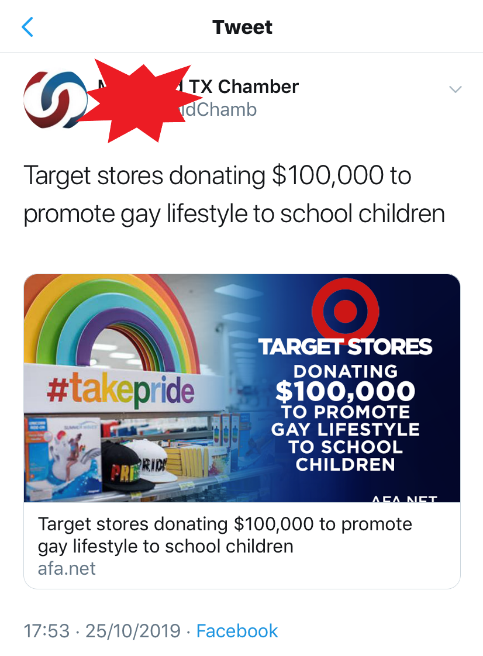 Tweet
TX Chamber
dChamb
Target stores donating $100,000 to
promote gay lifestyle to school children
#takepride
PRIDE
TARGET STORES
DONATING
$100,000
TO PROMOTE
GAY LIFESTYLE
TO SCHOOL
CHILDREN
AFA.NET
Target stores donating $100,000 to promote
gay lifestyle to school children
afa.net
17:53 · 25/10/2019 · Facebook